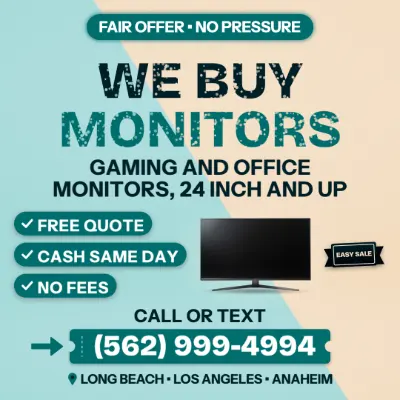 FAIR OFFER • NO PRESSURE
WE BUY
MONITORS
GAMING AND OFFICE
MONITORS, 24 INCH AND UP
FREE QUOTE
CASH SAME DAY
NO FEES
EASY SALE
CALL OR TEXT
(562) 999-4994
LONG BEACH • LOS ANGELES • ANAHEIM